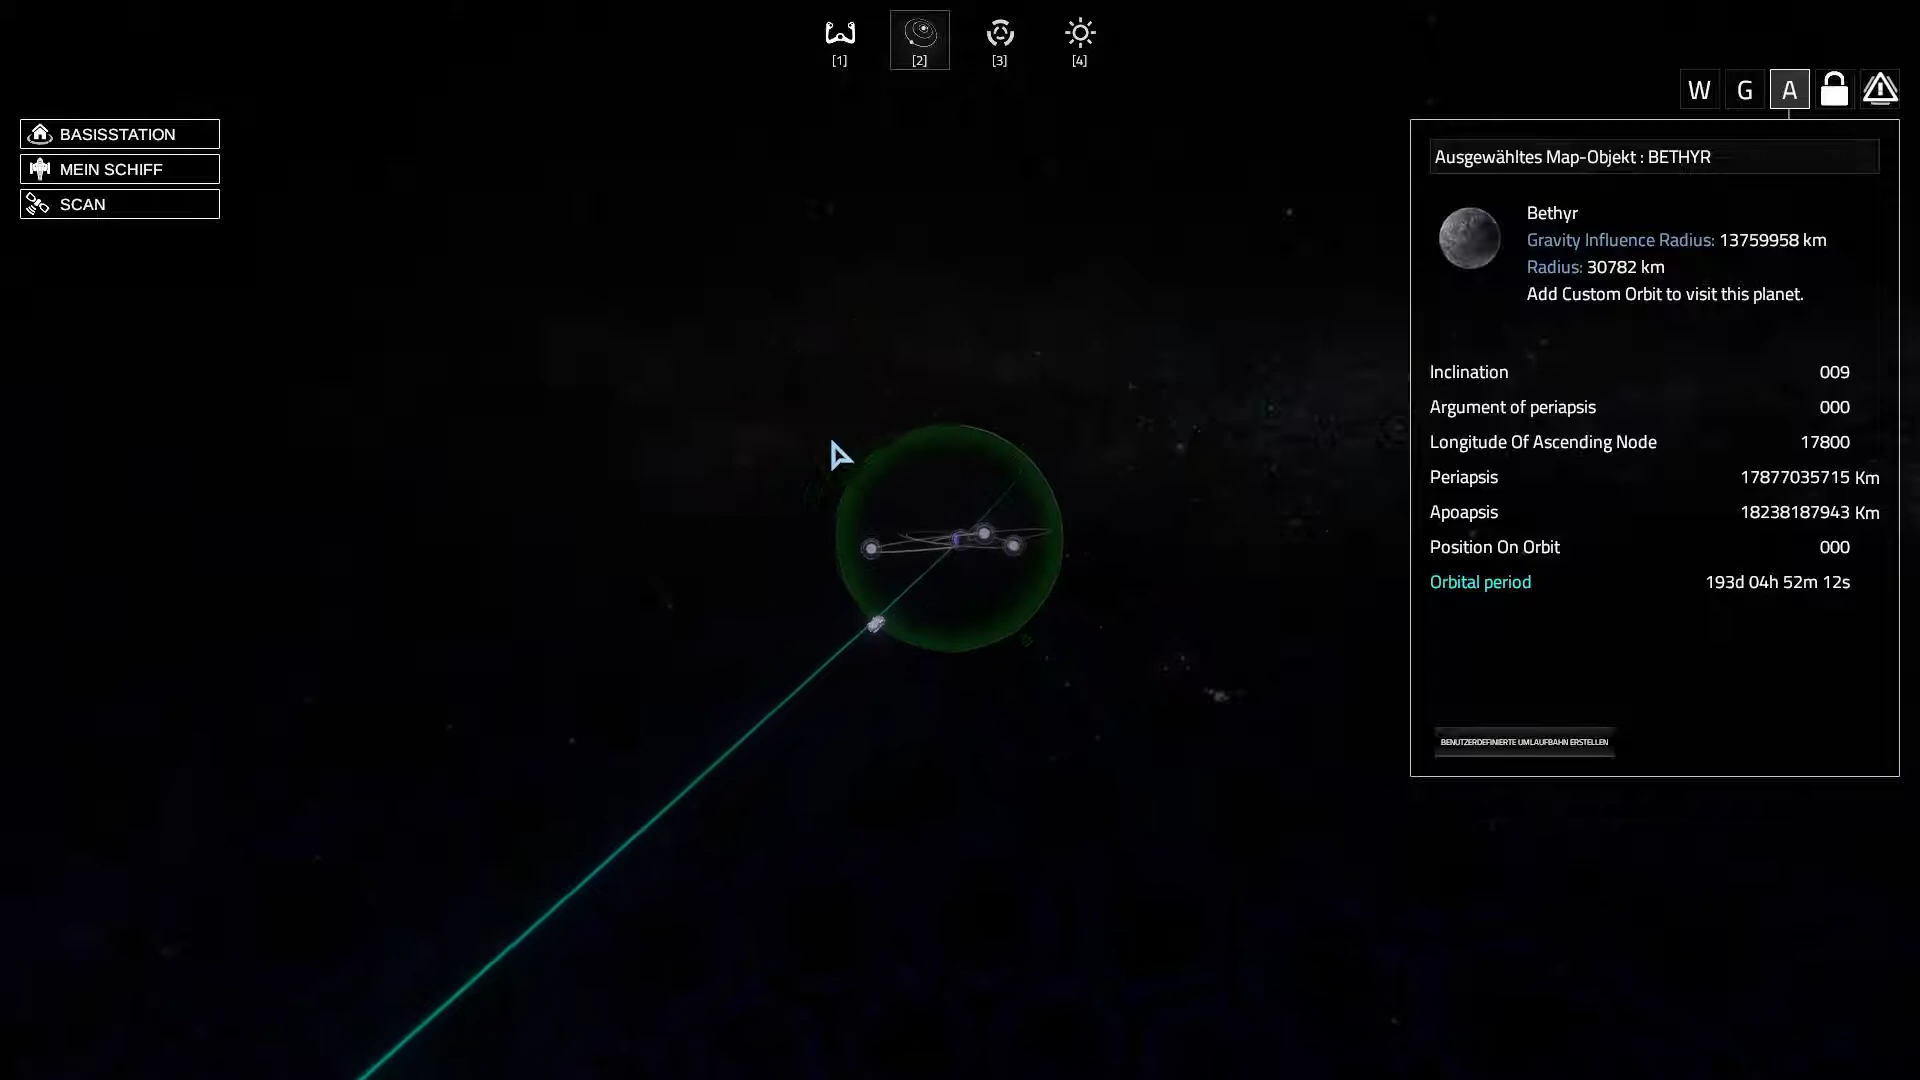 [1]
[2]
[3]
[4]
W G A
BASISSTATION
MEIN SCHIFF
SCAN
Ausgewähltes Map-Objekt : BETHYR
Bethyr
Gravity Influence Radius: 13759958 km
Radius: 30782 km
Add Custom Orbit to visit this planet.
Inclination 009
Argument of periapsis 000
Longitude Of Ascending Node 17800
Periapsis 17877035715 Km
Apoapsis 18238187943 Km
Position On Orbit 000
Orbital period 193d 04h 52m 12s
BENUTZERDEFINIERTE UMLAUFBAHN ERSTELLEN